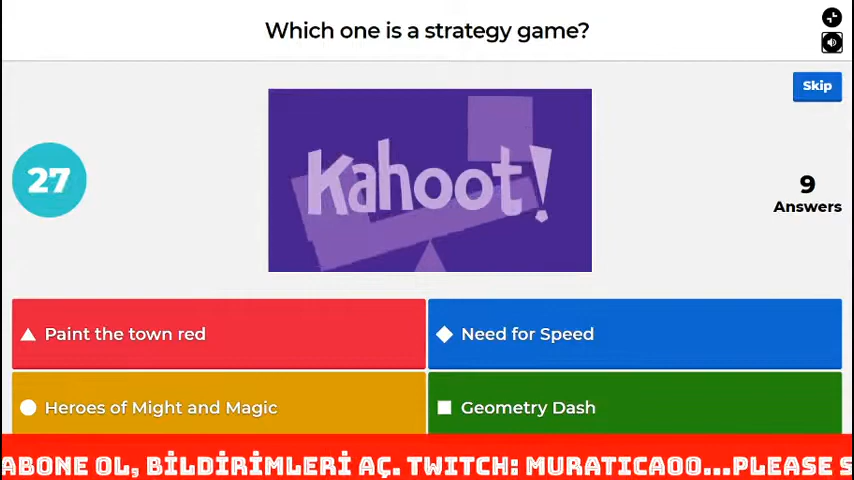 Which one is a strategy game?
Skip
Kahoot!
27
9
Answers
Paint the town red
Need for Speed
Heroes of Might and Magic
Geometry Dash
ABONE OL, BİLDİRİMLERİ AÇ. TWITCH: MURATICA00...PLEASE S